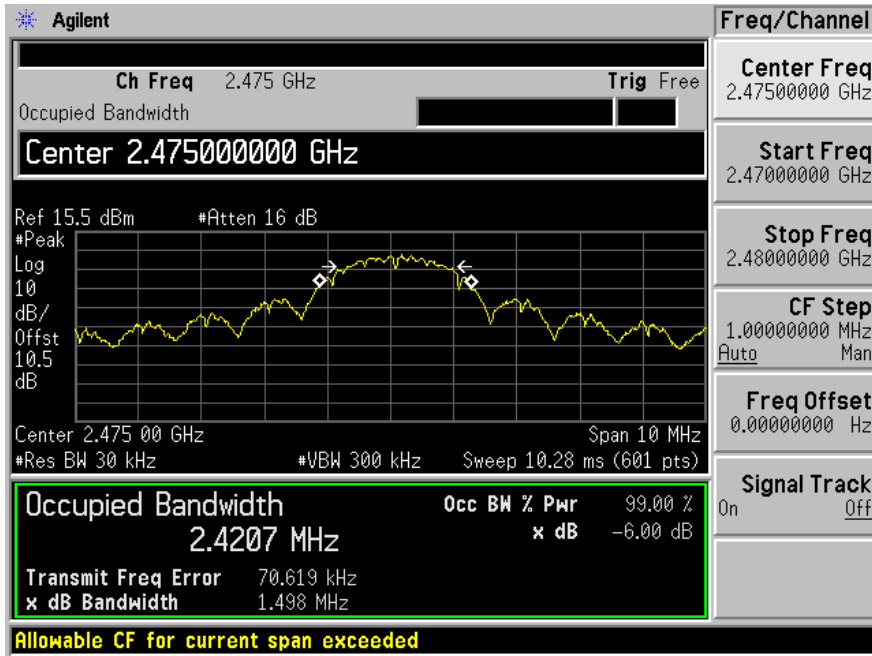 Agilent
Freq/Channel
Ch Freq 2.475 GHz Trig Free
Occupied Bandwidth
Center 2.475000000 GHz
Ref 15.5 dBm #Atten 16 dB
#Peak
Log
10
dB/
Offst
10.5
dB
Center 2.475 00 GHz Span 10 MHz
#Res BW 30 kHz #VBW 300 kHz Sweep 10.28 ms (601 pts)
Occupied Bandwidth
2.4207 MHz
Occ BW % Pwr 99.00 %
x dB -6.00 dB
Transmit Freq Error 70.619 kHz
x dB Bandwidth 1.498 MHz
Allowable CF for current span exceeded
Center Freq
2.47500000 GHz
Start Freq
2.47000000 GHz
Stop Freq
2.48000000 GHz
CF Step
1.00000000 MHz
Auto Man
Freq Offset
0.00000000 Hz
Signal Track
On Off